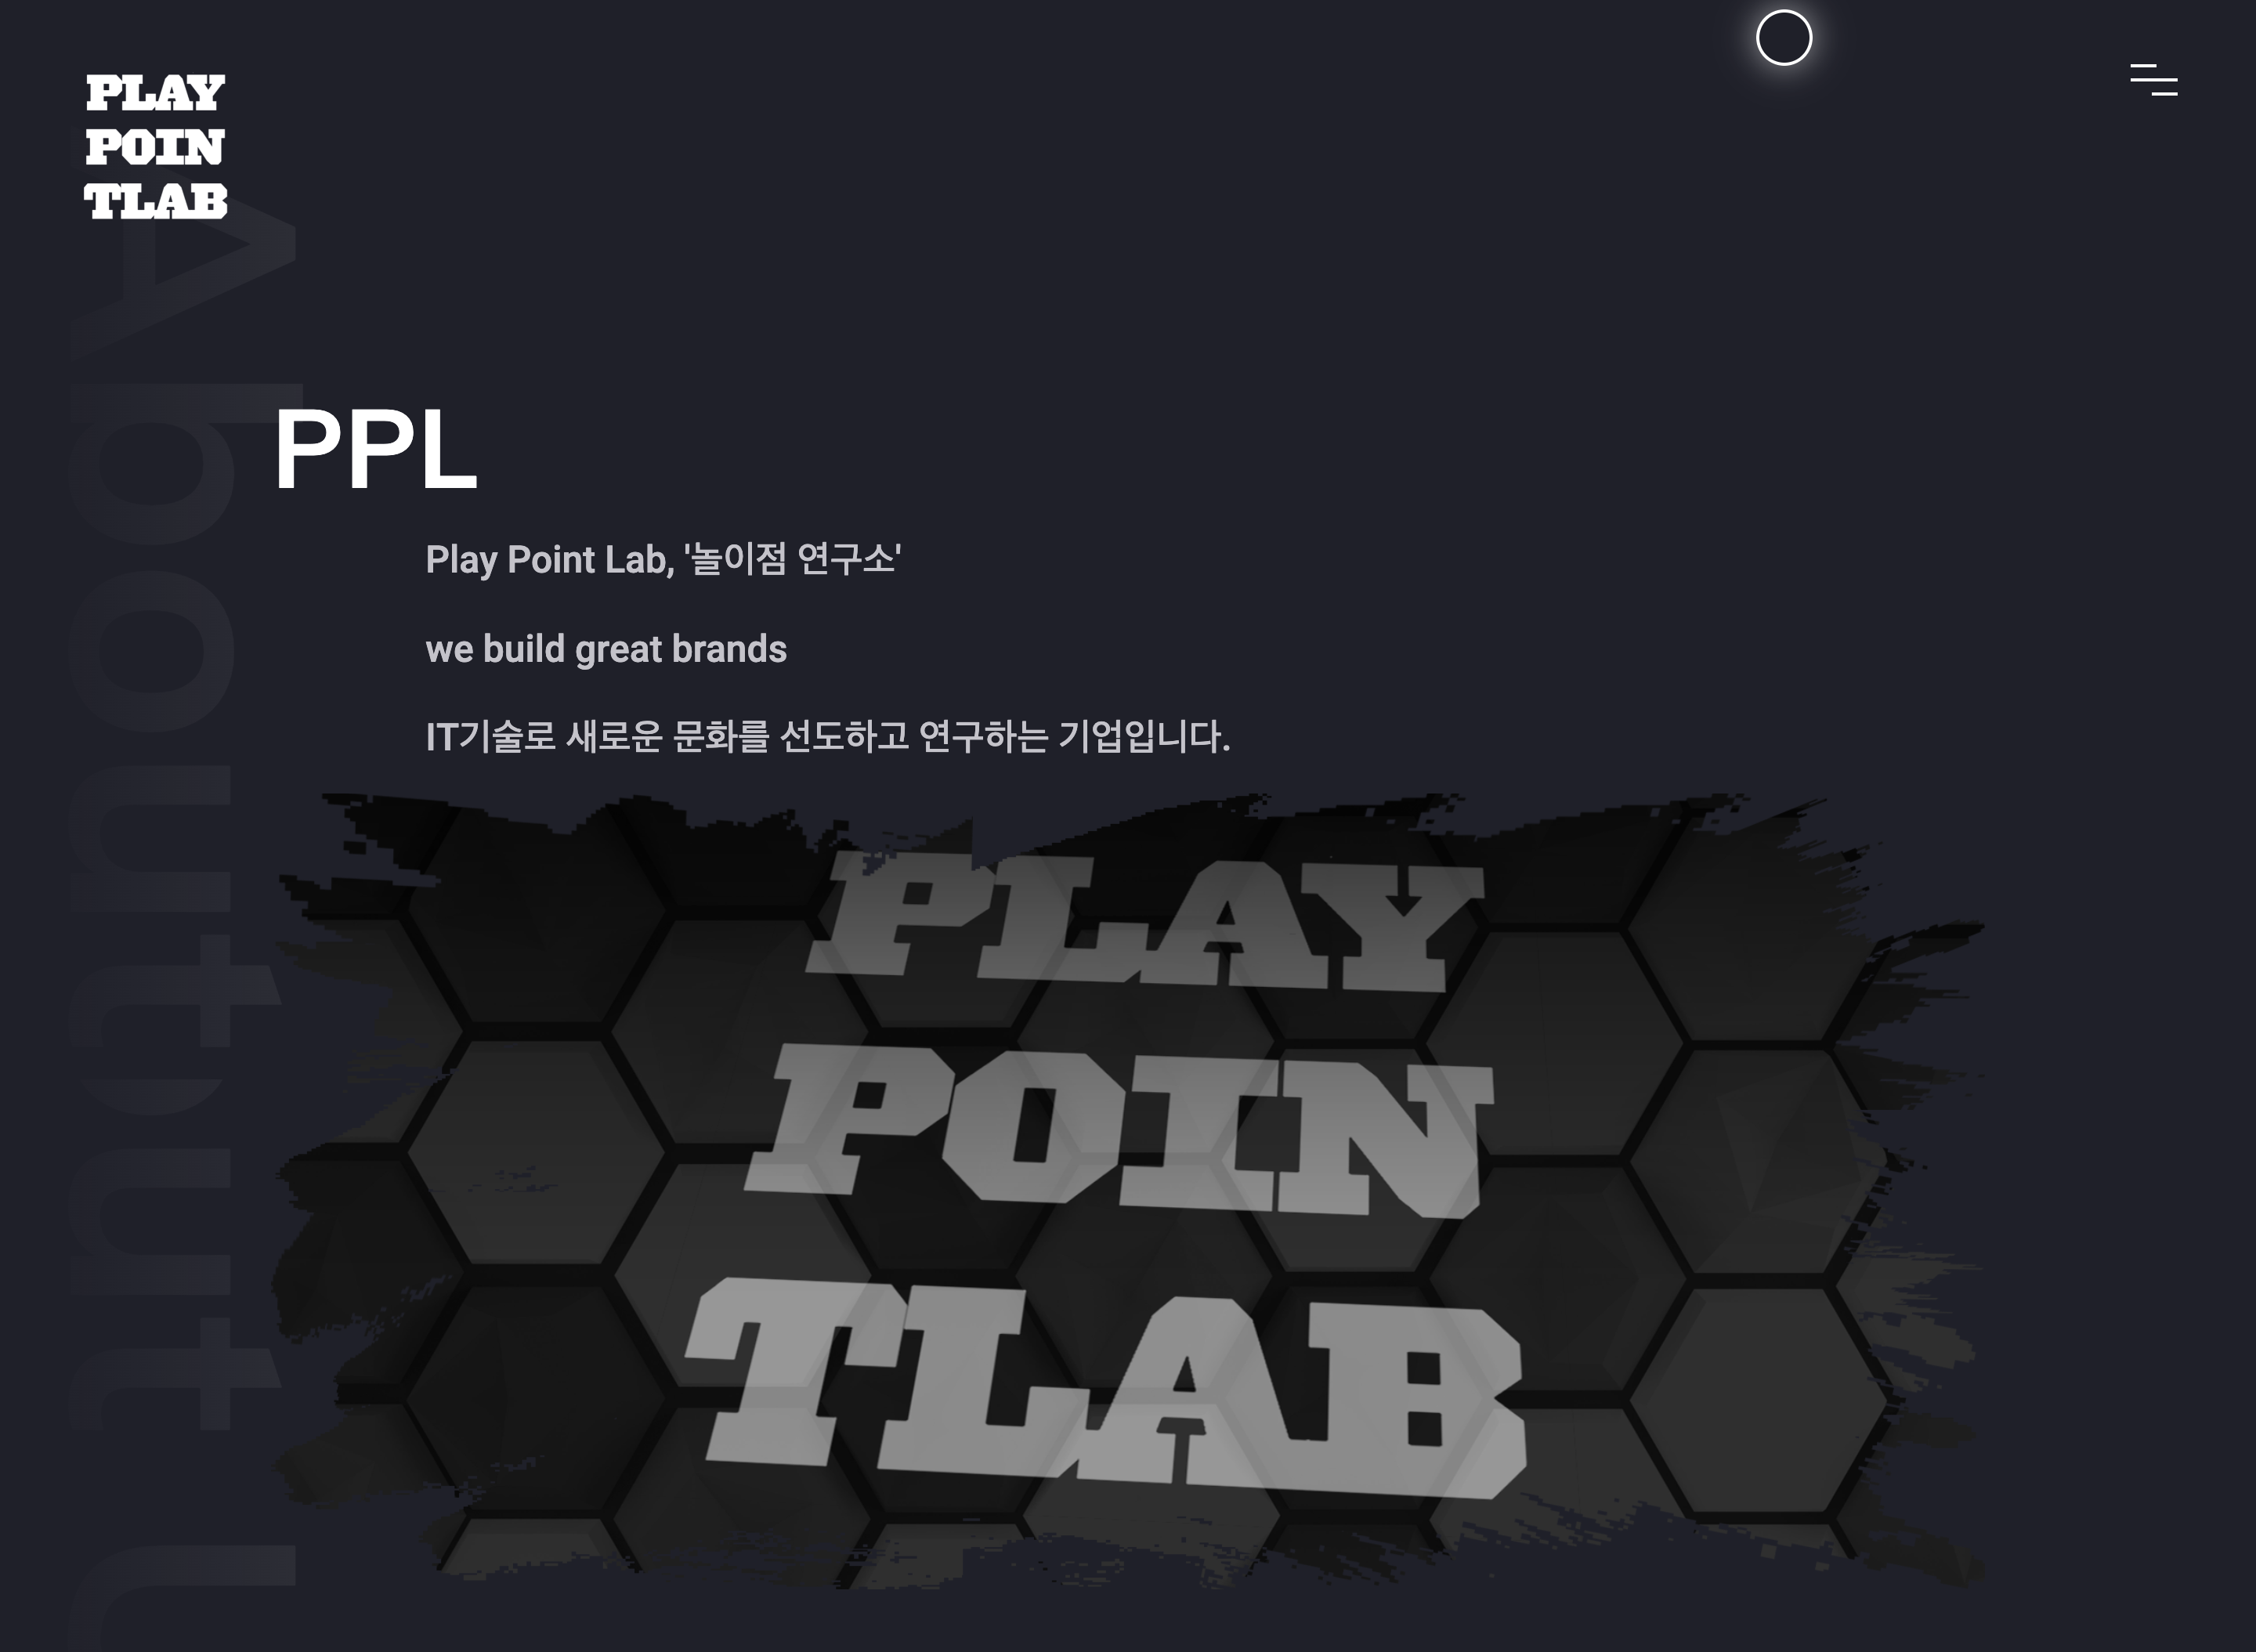 PLAY
POIN
TLAB
PPL
Play Point Lab, '놀이점 연구소'
we build great brands
IT기술로 새로운 문화를 선도하고 연구하는 기업입니다.
PLAY
POIN
TLAB
About